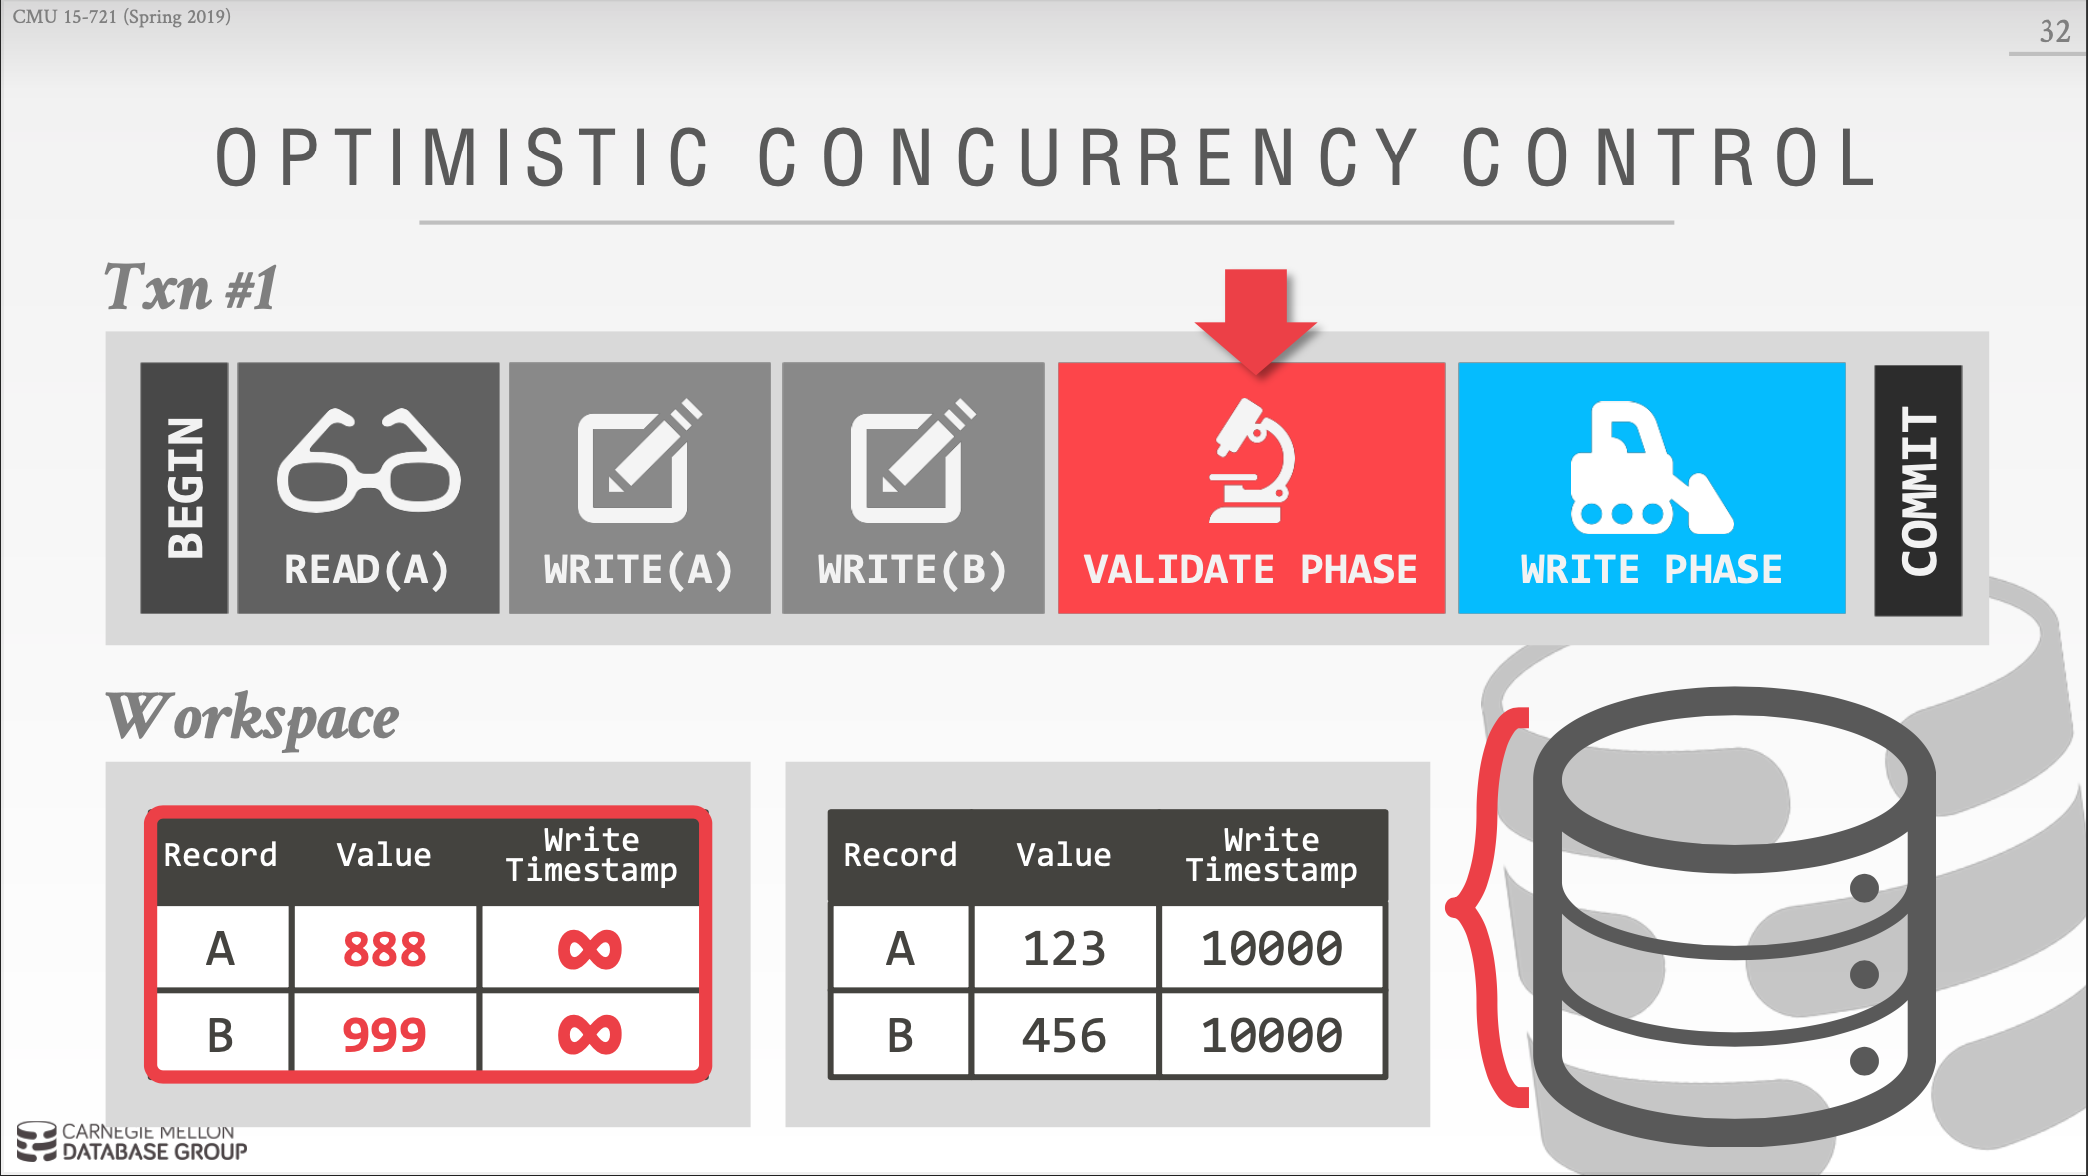 CMU 15-721 (Spring 2019)
32
OPTIMISTIC CONCURRENCY CONTROL
Txn #1
BEGIN
READ(A)
WRITE(A)
WRITE(B)
VALIDATE PHASE
WRITE PHASE
COMMIT
Workspace
Record Value Write Timestamp
A 888 ∞
B 999 ∞
Record Value Write Timestamp
A 123 10000
B 456 10000
CARNEGIE MELLON
DATABASE GROUP